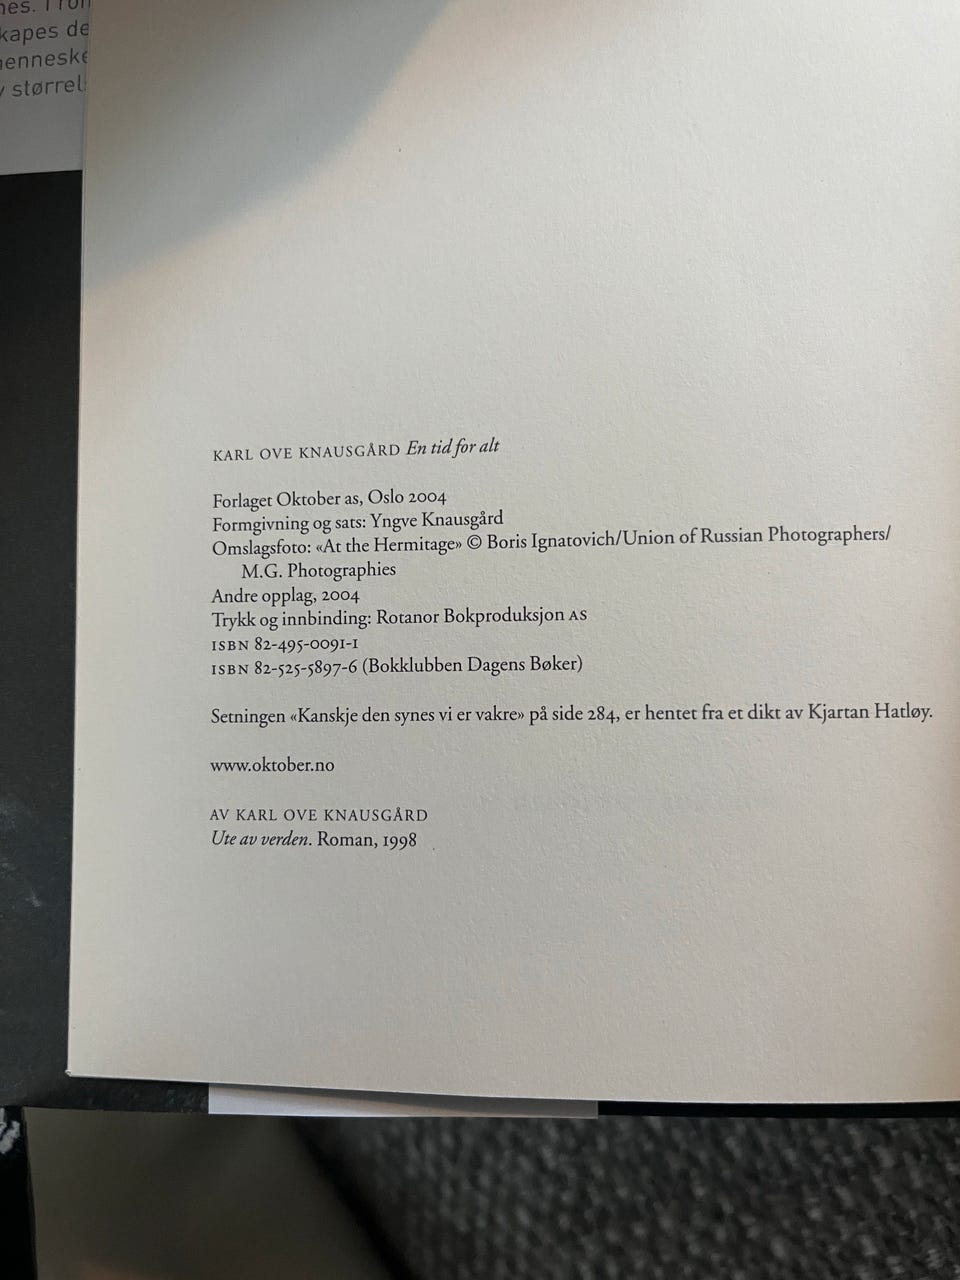 kapes de
menneske
størrel
KARL OVE KNAUSGÅRD En tid for alt
Forlaget Oktober as, Oslo 2004
Formgivning og sats: Yngve Knausgård
Omslagsfoto: «At the Hermitage» © Boris Ignatovich/Union of Russian Photographers/
M.G. Photographies
Andre opplag, 2004
Trykk og innbinding: Rotanor Bokproduksjon AS
ISBN 82-495-0091-1
ISBN 82-525-5897-6 (Bokklubben Dagens Bøker)
Setningen «Kanskje den synes vi er vakre» på side 284, er hentet fra et dikt av Kjartan Hatløy.
www.oktober.no
AV KARL OVE KNAUSGÅRD
Ute av verden. Roman, 1998